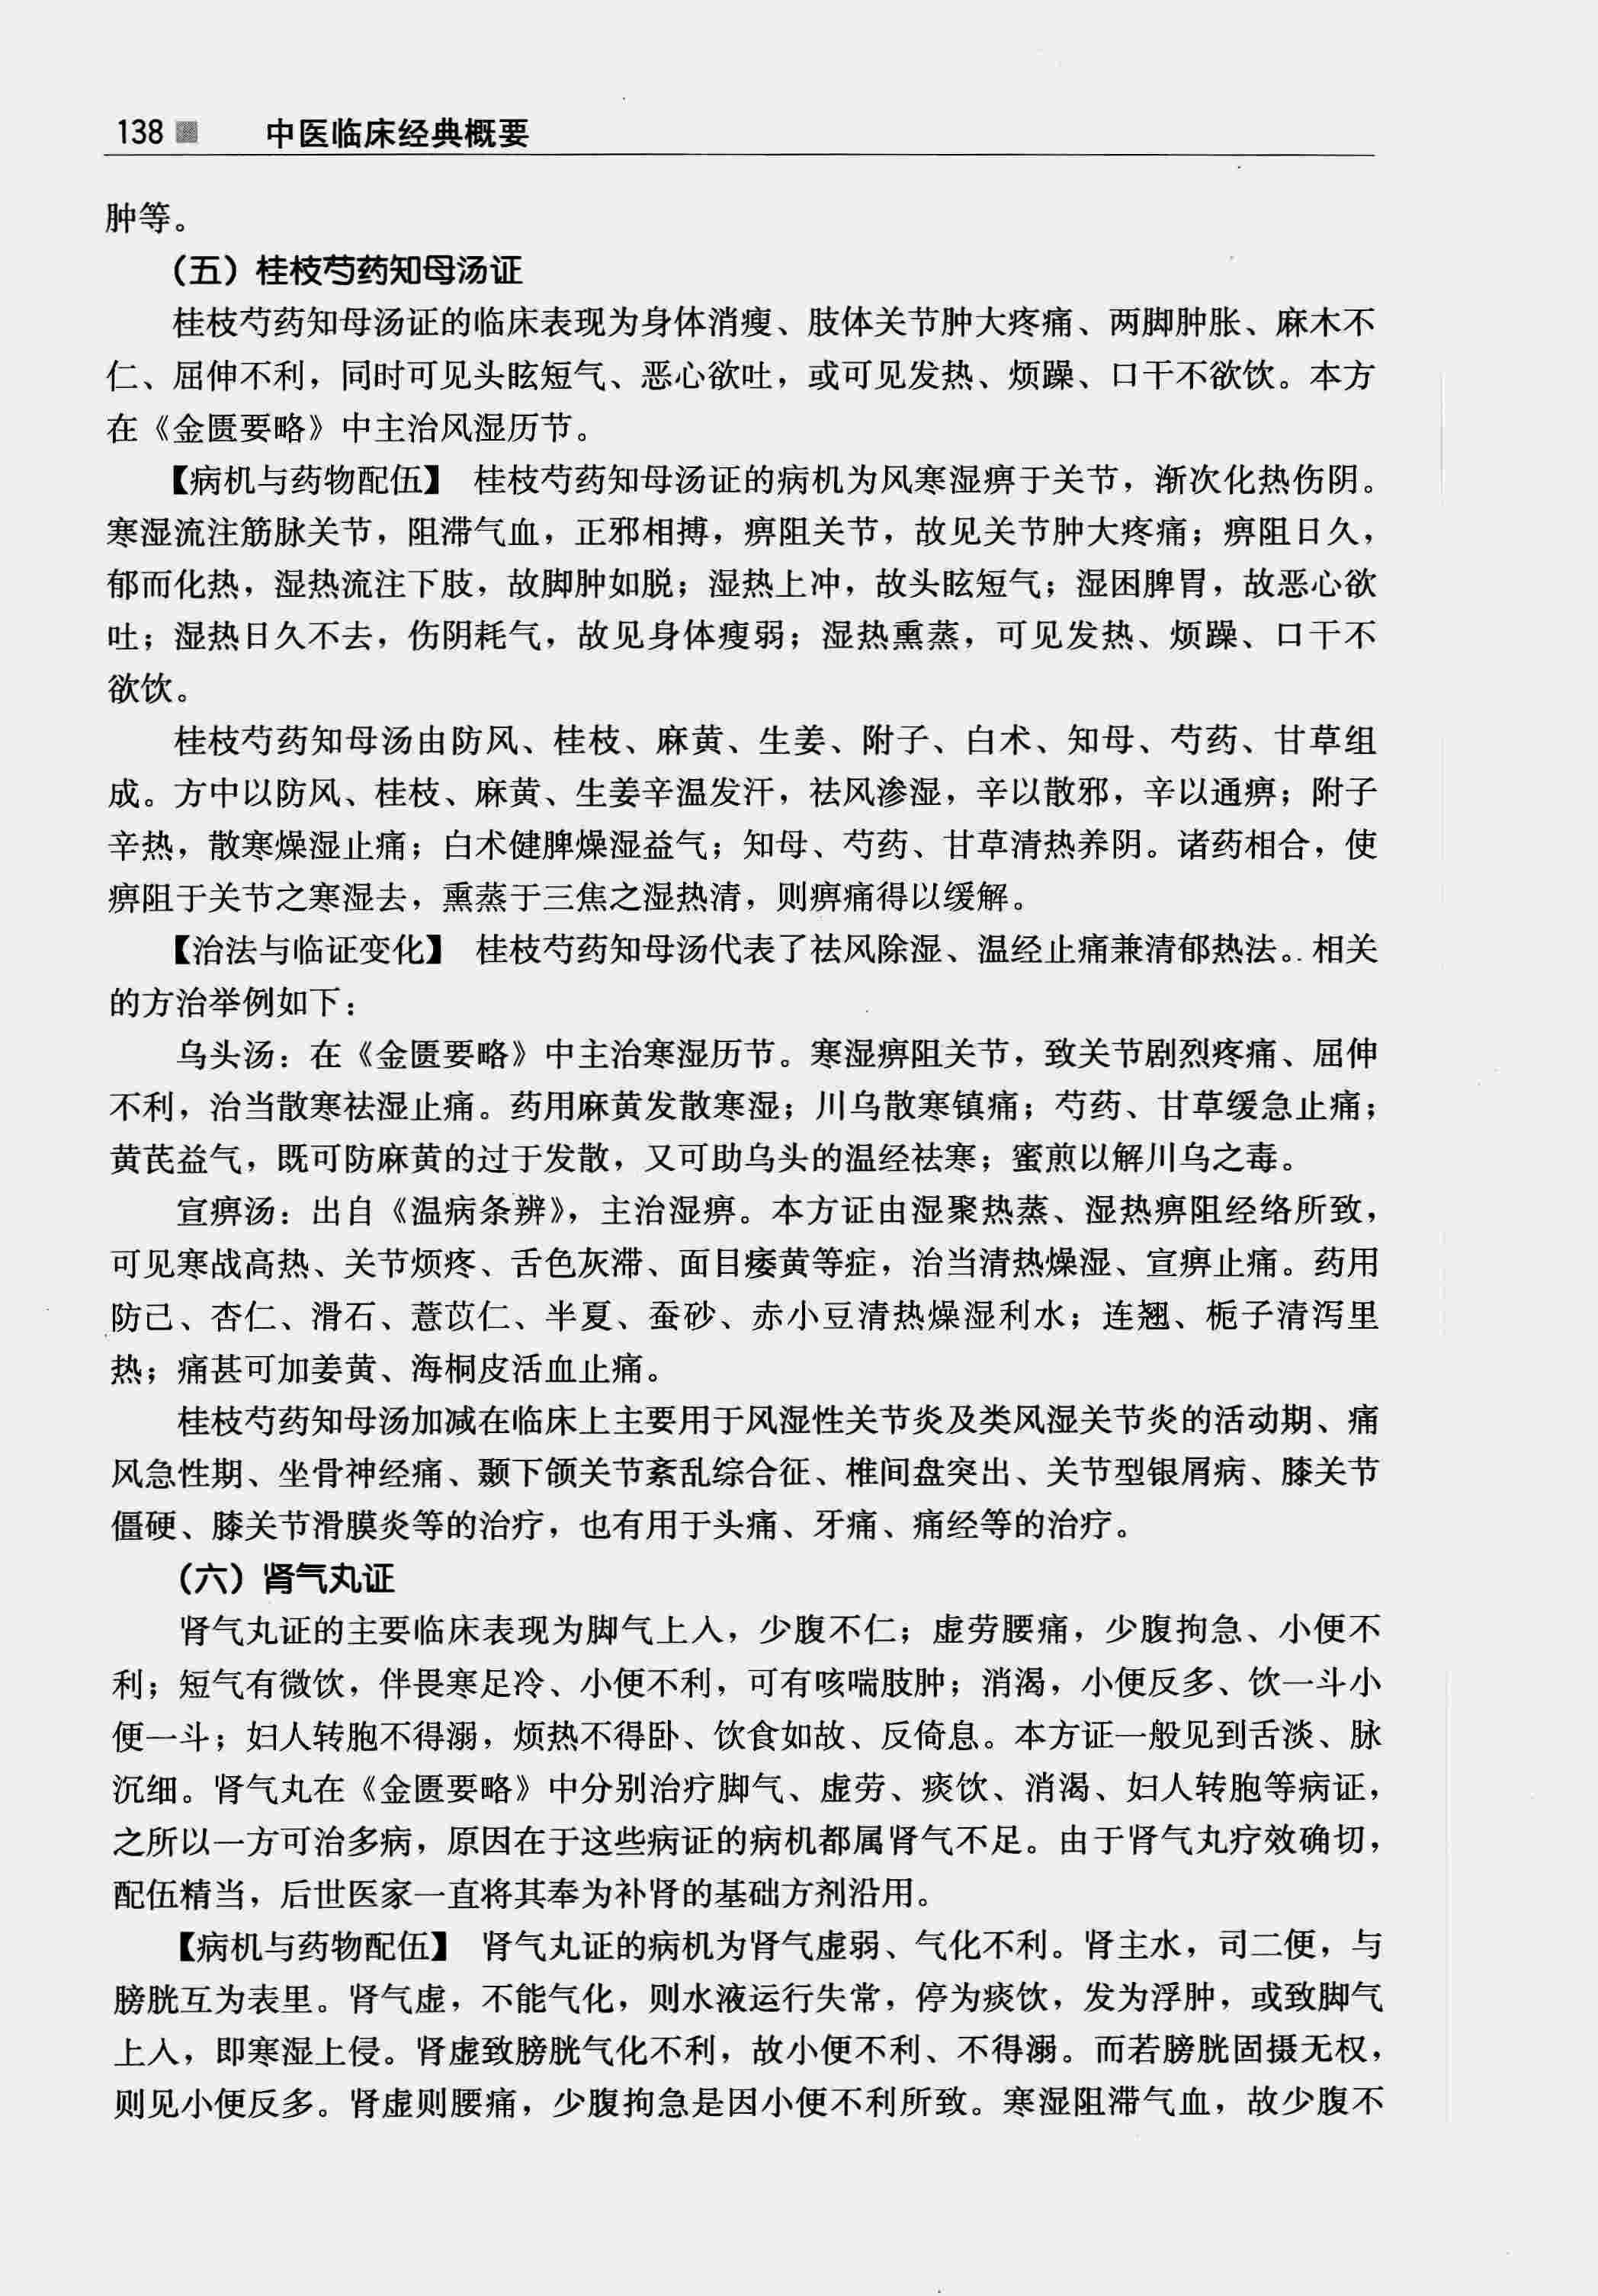 138 中医临床经典概要
肿等。
（五）桂枝芍药知母汤证
桂枝芍药知母汤证的临床表现为身体消瘦、肢体关节肿大疼痛、两脚肿胀、麻木不
仁、屈伸不利，同时可见头眩短气、恶心欲吐，或可见发热、烦躁、口干不欲饮。本方
在《金匮要略》中主治风湿历节。
【病机与药物配伍】 桂枝芍药知母汤证的病机为风寒湿痹于关节，渐次化热伤阴。
寒湿流注筋脉关节，阻滞气血，正邪相搏，痹阻关节，故见关节肿大疼痛；痹阻日久，
郁而化热，湿热流注下肢，故脚肿如脱；湿热上冲，故头眩短气；湿困脾胃，故恶心欲
吐；湿热日久不去，伤阴耗气，故见身体瘦弱；湿热熏蒸，可见发热、烦躁、口干不
欲饮。
桂枝芍药知母汤由防风、桂枝、麻黄、生姜、附子、白术、知母、芍药、甘草组
成。方中以防风、桂枝、麻黄、生姜辛温发汗，祛风渗湿，辛以散邪，辛以通痹；附子
辛热，散寒燥湿止痛；白术健脾燥湿益气；知母、芍药、甘草清热养阴。诸药相合，使
痹阻于关节之寒湿去，熏蒸于三焦之湿热清，则痹痛得以缓解。
【治法与临证变化】 桂枝芍药知母汤代表了祛风除湿、温经止痛兼清郁热法。相关
的方治举例如下：
乌头汤：在《金匮要略》中主治寒湿历节。寒湿痹阻关节，致关节剧烈疼痛、屈伸
不利，治当散寒祛湿止痛。药用麻黄发散寒湿；川乌散寒镇痛；芍药、甘草缓急止痛；
黄芪益气，既可防麻黄的过于发散，又可助乌头的温经祛寒；蜜煎以解川乌之毒。
宣痹汤：出自《温病条辨》，主治湿痹。本方证由湿聚热蒸、湿热痹阻经络所致，
可见寒战高热、关节烦疼、舌色灰滞、面目痿黄等症，治当清热燥湿、宣痹止痛。药用
防己、杏仁、滑石、薏苡仁、半夏、蚕砂、赤小豆清热燥湿利水；连翘、栀子清泻里
热；痛甚可加姜黄、海桐皮活血止痛。
桂枝芍药知母汤加减在临床上主要用于风湿性关节炎及类风湿关节炎的活动期、痛
风急性期、坐骨神经痛、颞下颌关节紊乱综合征、椎间盘突出、关节型银屑病、膝关节
僵硬、膝关节滑膜炎等的治疗，也有用于头痛、牙痛、痛经等的治疗。
（六）肾气丸证
肾气丸证的主要临床表现为脚气上入，少腹不仁；虚劳腰痛，少腹拘急、小便不
利；短气有微饮，伴畏寒足冷、小便不利，可有咳喘肢肿；消渴，小便反多、饮一斗小
便一斗；妇人转胞不得溺，烦热不得卧、饮食如故、反倚息。本方证一般见到舌淡、脉
沉细。肾气丸在《金匮要略》中分别治疗脚气、虚劳、痰饮、消渴、妇人转胞等病证，
之所以一方可治多病，原因在于这些病证的病机都属肾气不足。由于肾气丸疗效确切，
配伍精当，后世医家一直将其奉为补肾的基础方剂沿用。
【病机与药物配伍】 肾气丸证的病机为肾气虚弱、气化不利。肾主水，司二便，与
膀胱互为表里。肾气虚，不能气化，则水液运行失常，停为痰饮，发为浮肿，或致脚气
上入，即寒湿上侵。肾虚致膀胱气化不利，故小便不利、不得溺。而若膀胱固摄无权，
则见小便反多。肾虚则腰痛，少腹拘急是因小便不利所致。寒湿阻滞气血，故少腹不